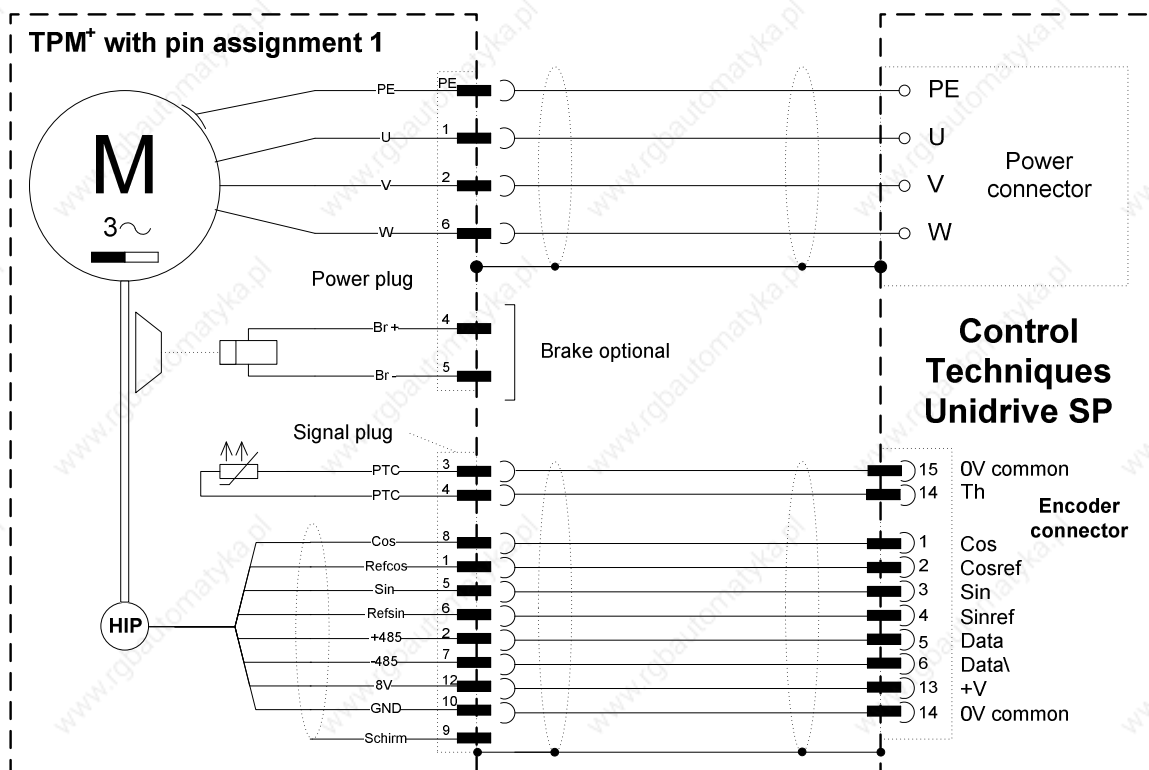 TPM+ with pin assignment 1
M
3
PE PE PE
U 1 U
V 2 V
W 6 W
Power
connector
Power plug
Br + 4
Br - 5
Brake optional
Control
Techniques
Unidrive SP
Signal plug
PTC 3 15 0V common
PTC 4 14 Th
Encoder
connector
Cos 8 1 Cos
Refcos 1 2 Cosref
Sin 5 3 Sin
Refsin 6 4 Sinref
+485 2 5 Data
-485 7 6 Data\
8V 12 13 +V
GND 10 14 0V common
Schirm 9
HIP
www.rgbautomatyka.pl